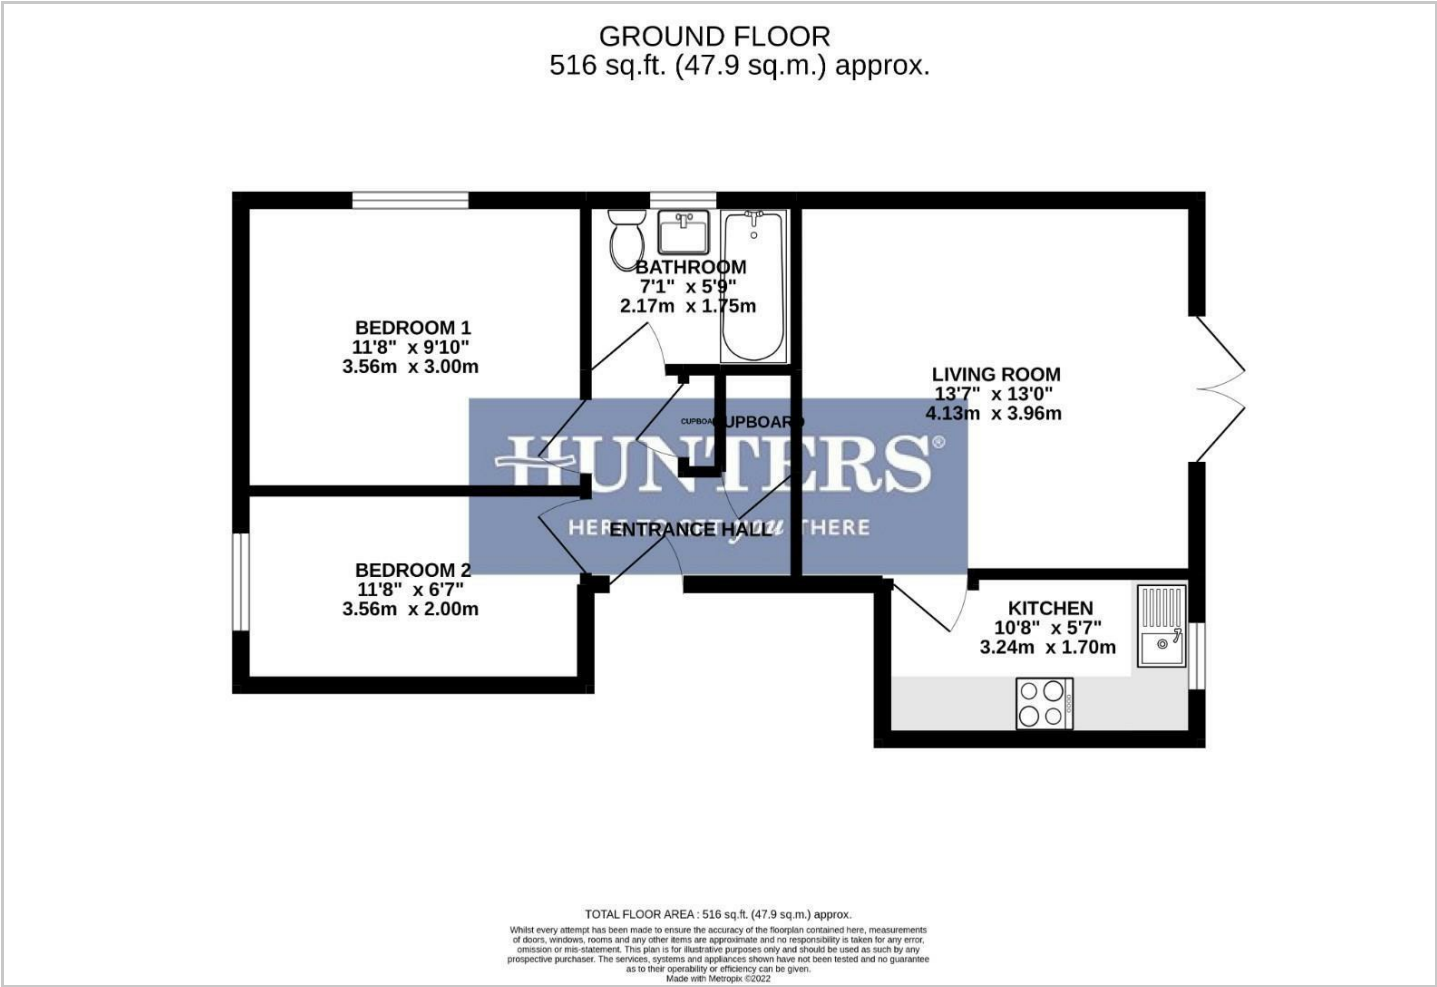 GROUND FLOOR
516 sq.ft. (47.9 sq.m.) approx.
BATHROOM
7'1" x 5'9"
2.17m x 1.75m
BEDROOM 1
11'8" x 9'10"
3.56m x 3.00m
LIVING ROOM
13'7" x 13'0"
4.13m x 3.96m
CUPBOARD
CUPBOARD
HUNTERS®
HERE TO GET you THERE
ENTRANCE HALL
BEDROOM 2
11'8" x 6'7"
3.56m x 2.00m
KITCHEN
10'8" x 5'7"
3.24m x 1.70m
TOTAL FLOOR AREA : 516 sq.ft. (47.9 sq.m.) approx.
Whilst every attempt has been made to ensure the accuracy of the floorplan contained here, measurements
of doors, windows, rooms and any other items are approximate and no responsibility is taken for any error,
omission or mis-statement. This plan is for illustrative purposes only and should be used as such by any
prospective purchaser. The services, systems and appliances shown have not been tested and no guarantee
as to their operability or efficiency can be given.
Made with Metropix ©2022